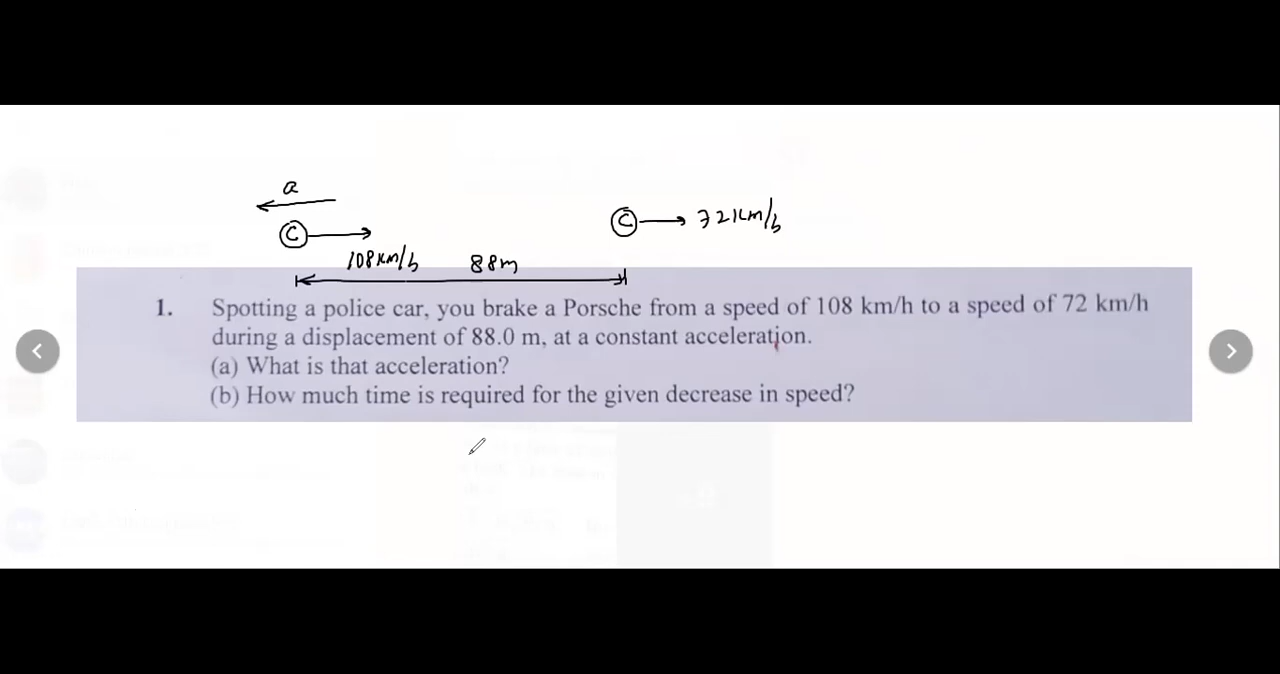 a
C
108 km/h
88m
C
72 km/h
1. Spotting a police car, you brake a Porsche from a speed of 108 km/h to a speed of 72 km/h
during a displacement of 88.0 m, at a constant acceleration.
(a) What is that acceleration?
(b) How much time is required for the given decrease in speed?